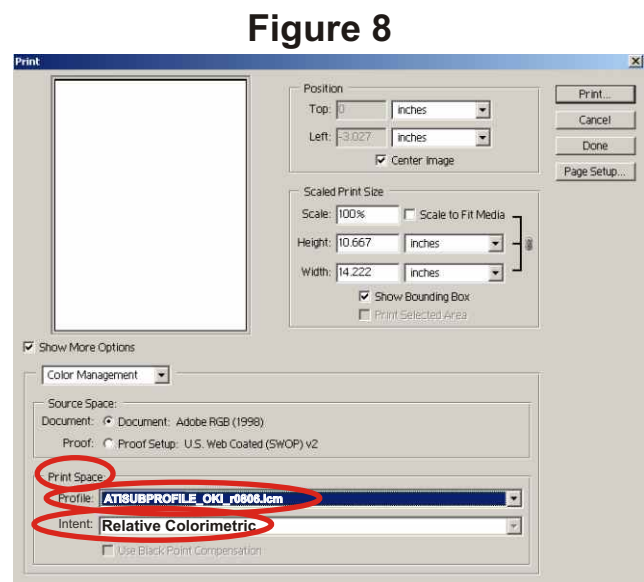 Figure 8
Print
Position
Top: 0 inches
Left: -3.027 inches
Center Image
Print...
Cancel
Done
Page Setup...
Scaled Print Size
Scale: 100% Scale to Fit Media
Height: 10.667 inches
Width: 14.222 inches
Show Bounding Box
Print Selected Area
Show More Options
Color Management
Source Space:
Document: Document: Adobe RGB (1998)
Proof: Proof Setup: U.S. Web Coated (SWOP) v2
Print Space:
Profile: ATISUBPROFILE_OKI_r0806.icm
Intent: Relative Colorimetric
Use Black Point Compensation